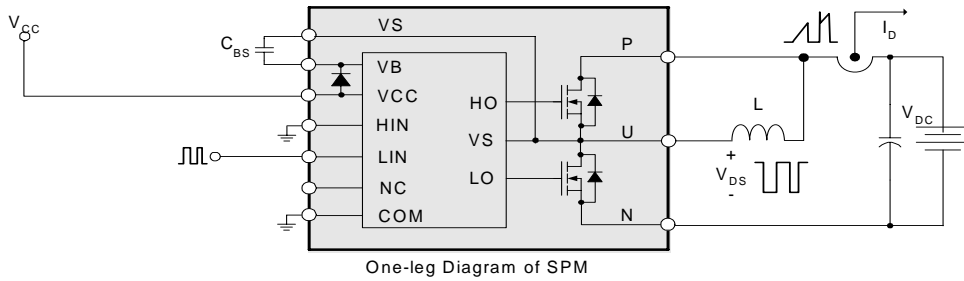 V_CC
C_BS
VS
VB
VCC
HIN
LIN
NC
COM
HO
VS
LO
P
U
N
L
+
V_DS
-
I_D
V_DC
One-leg Diagram of SPM